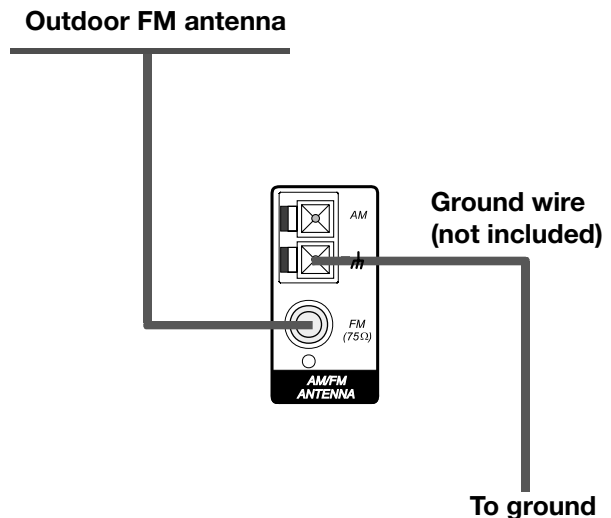 Outdoor FM antenna
AM
Ground wire
(not included)
FM
(75Ω)
AM/FM
ANTENNA
To ground